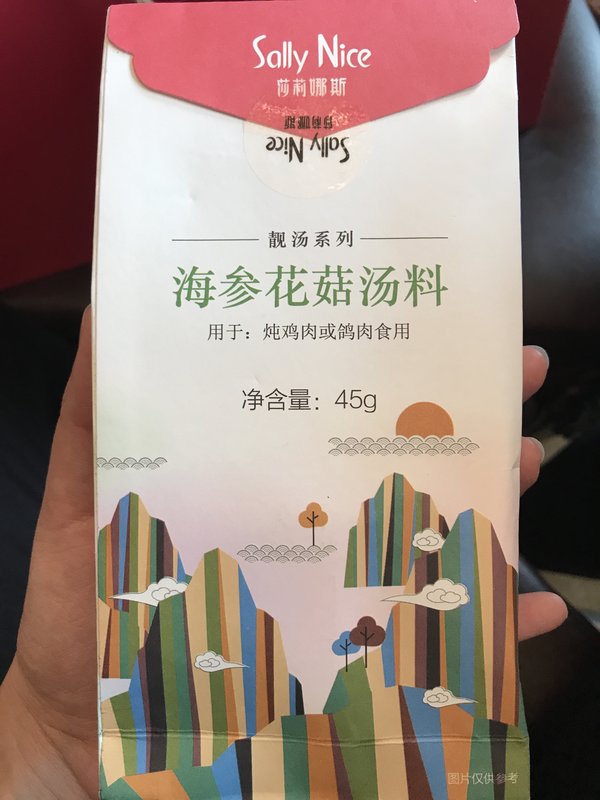 Sally Nice
莎莉娜斯
莎莉娜斯
Sally Nice
靓汤系列
海参花菇汤料
用于：炖鸡肉或鸽肉食用
净含量：45g
图片仅供参考